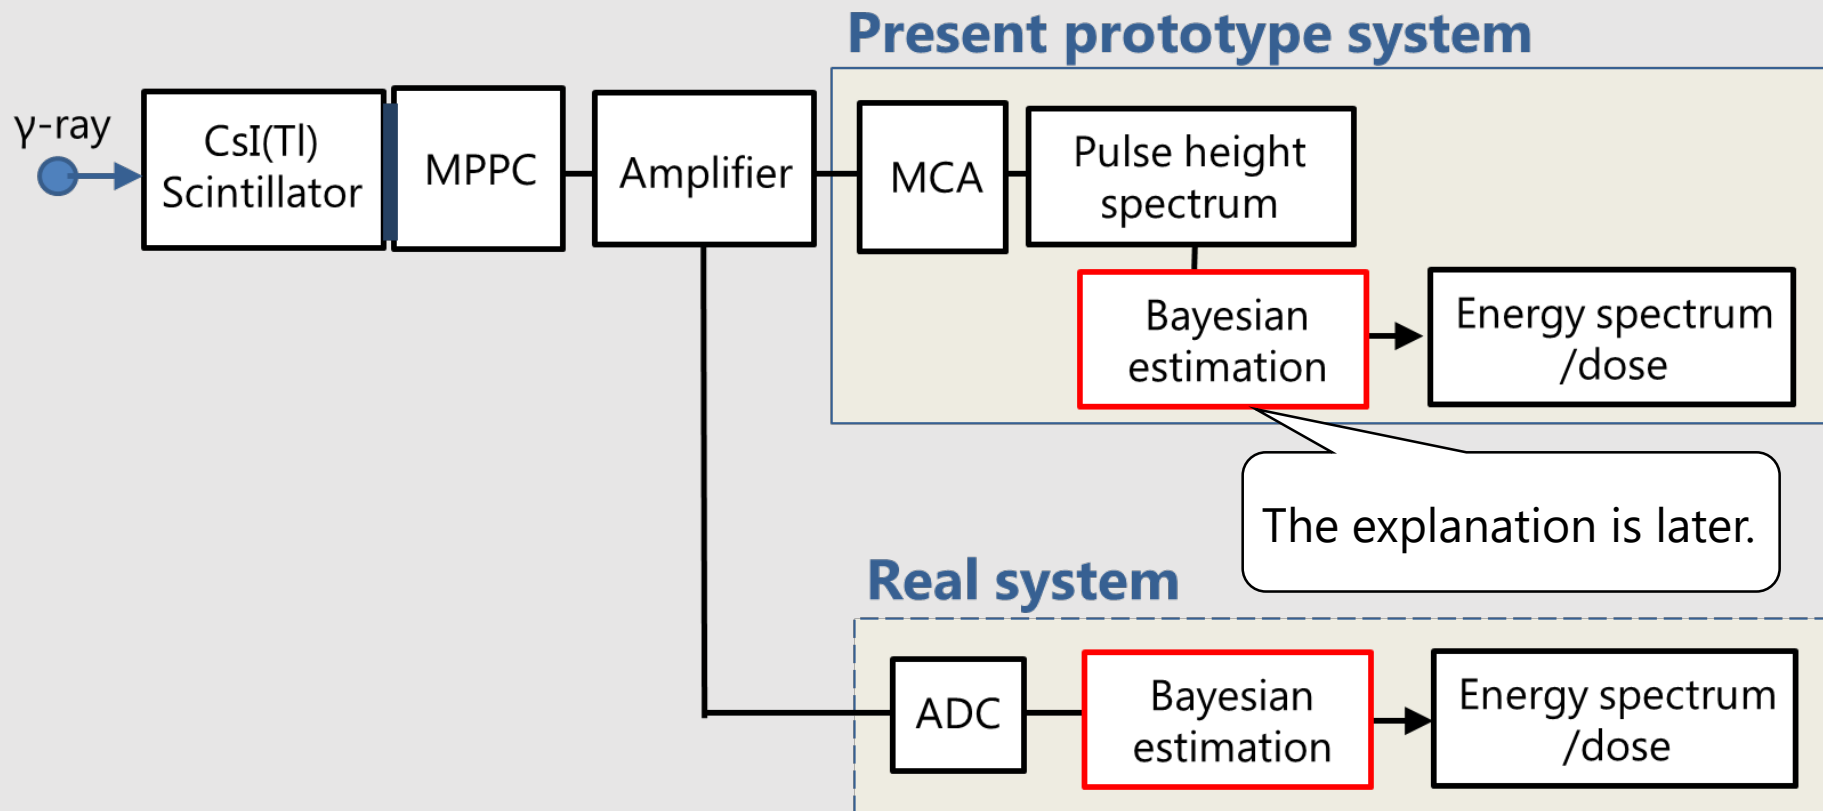 Present prototype system
γ-ray
CsI(Tl)
Scintillator
MPPC
Amplifier
MCA
Pulse height
spectrum
Bayesian
estimation
Energy spectrum
/dose
The explanation is later.
Real system
ADC
Bayesian
estimation
Energy spectrum
/dose